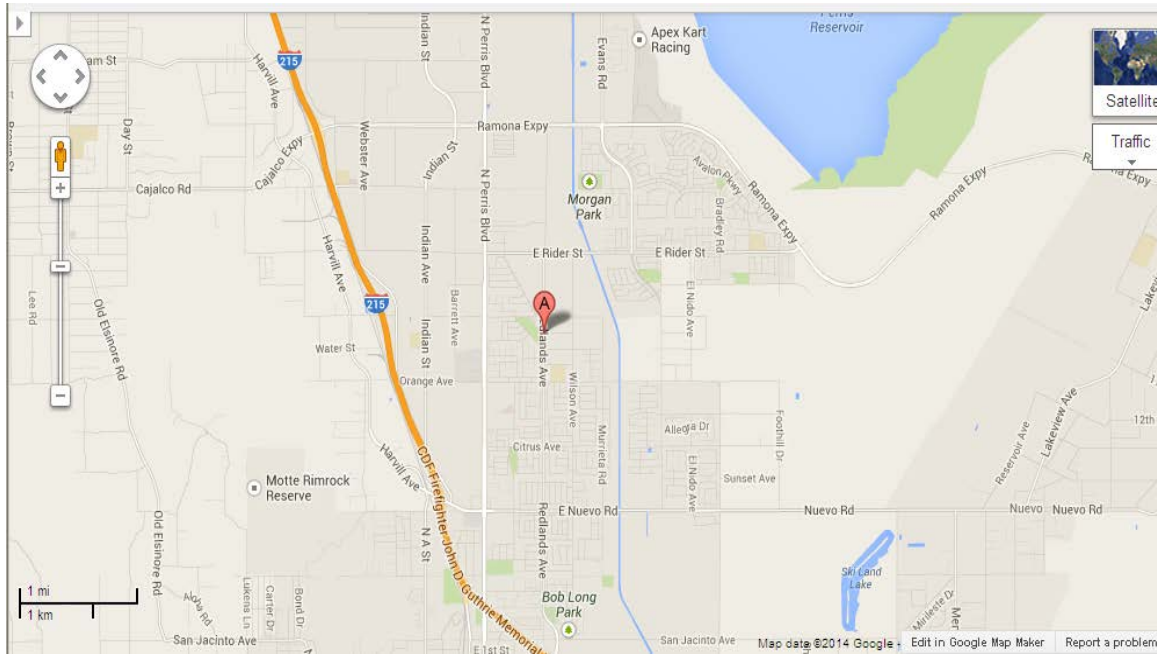 Perris
Reservoir
Apex Kart
Racing
Indian St
N Perris Blvd
Evans Rd
Harvill Ave
215
am St
Satellite
Day St
Webster Ave
Ramona Expy
Traffic
Indian St
Avalon Pkwy
Cajalco Rd
Cajalco Expy
N Perris Blvd
Morgan
Park
Bradley Rd
Ramona Expy
Ramona Expy
E Rider St
E Rider St
Harvill Ave
Indian Ave
Lee Rd
Old Elsinore Rd
215
Barrett Ave
A
El Nido Ave
Lakeview
Indian St
Water St
Redlands Ave
Orange Ave
Wilson Ave
Lakeview Ave
Foothill Dr
12th
Murrieta Rd
Allegia Dr
Citrus Ave
Harvill Ave
El Nido Ave
Reservoir Ave
CDF Firefighter John D Guthrie Memorial
Motte Rimrock
Reserve
Sunset Ave
Redlands Ave
E Nuevo Rd
Nuevo Rd
Nuevo
Nuevo Rd
Old Elsinore Rd
N A St
Ski Land
Lake
1 mi
1 km
Aloha Rd
Lukens Ln
Carter Dr
Bond Dr
Bob Long
Park
Mirileste Dr
Mer
San Jacinto Ave
E 1st St
San Jacinto Ave
Map data ©2014 Google -
Edit in Google Map Maker
Report a problem